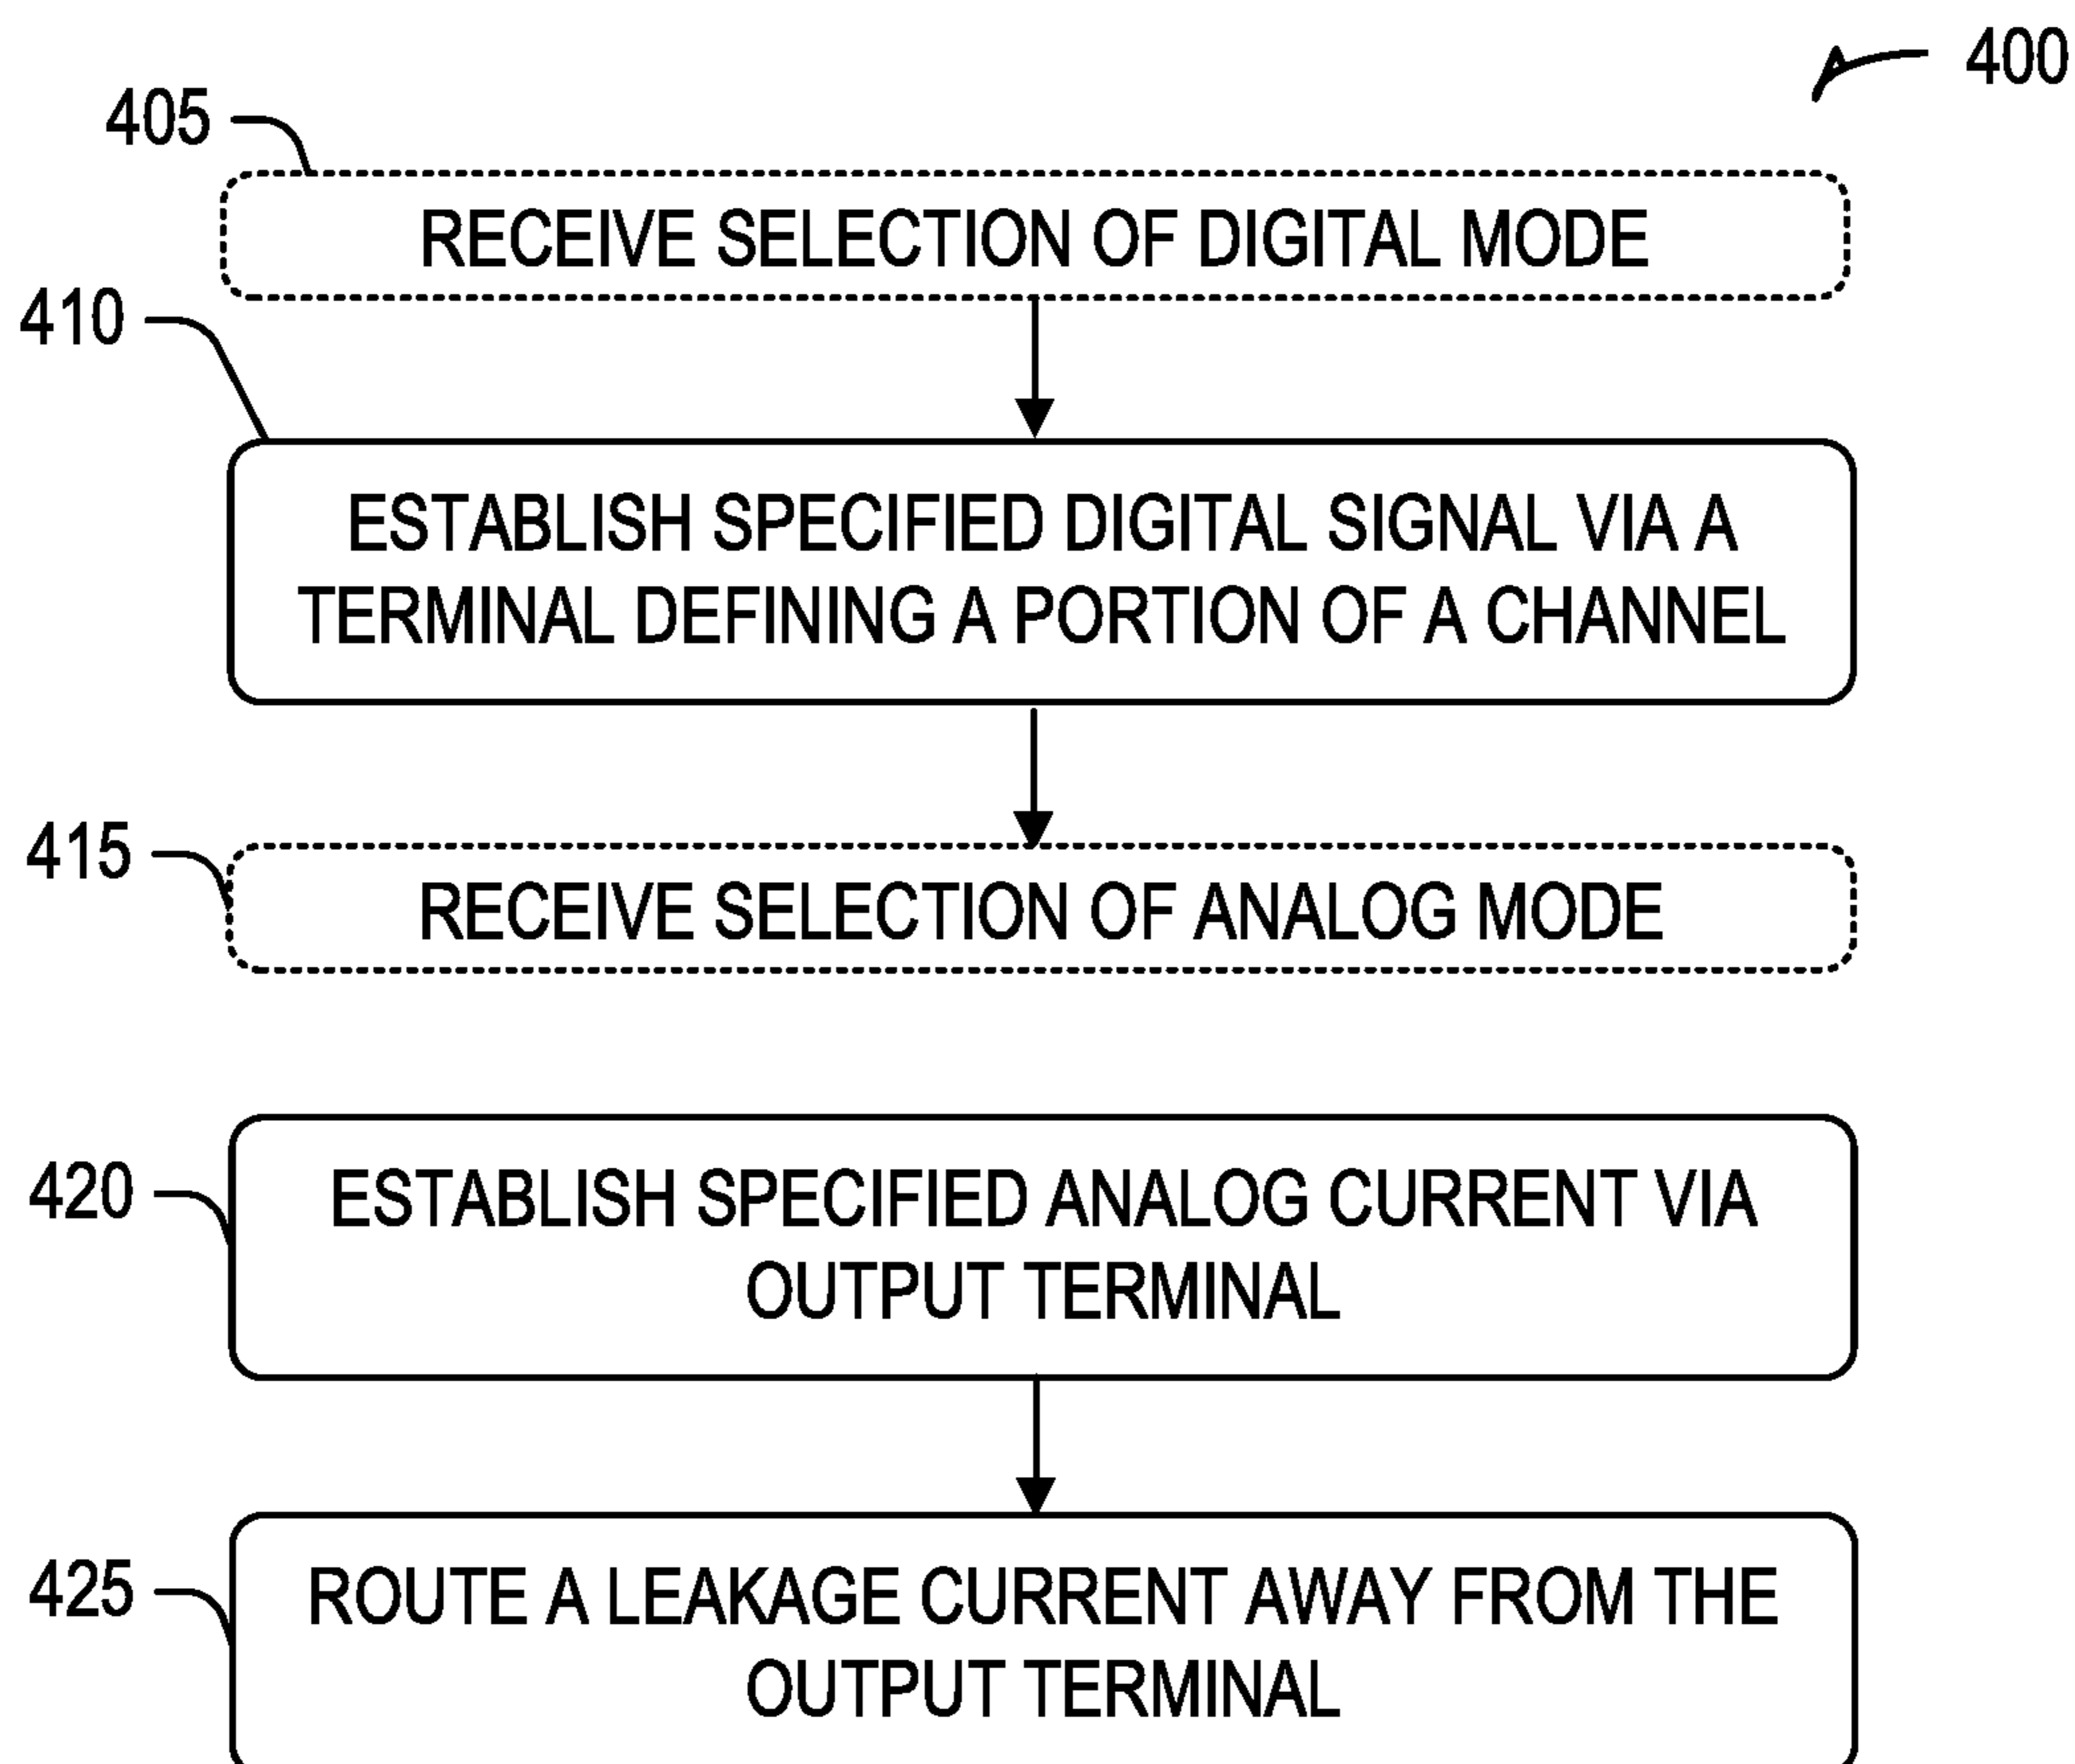 400
405
RECEIVE SELECTION OF DIGITAL MODE
410
ESTABLISH SPECIFIED DIGITAL SIGNAL VIA A
TERMINAL DEFINING A PORTION OF A CHANNEL
415
RECEIVE SELECTION OF ANALOG MODE
420
ESTABLISH SPECIFIED ANALOG CURRENT VIA
OUTPUT TERMINAL
425
ROUTE A LEAKAGE CURRENT AWAY FROM THE
OUTPUT TERMINAL